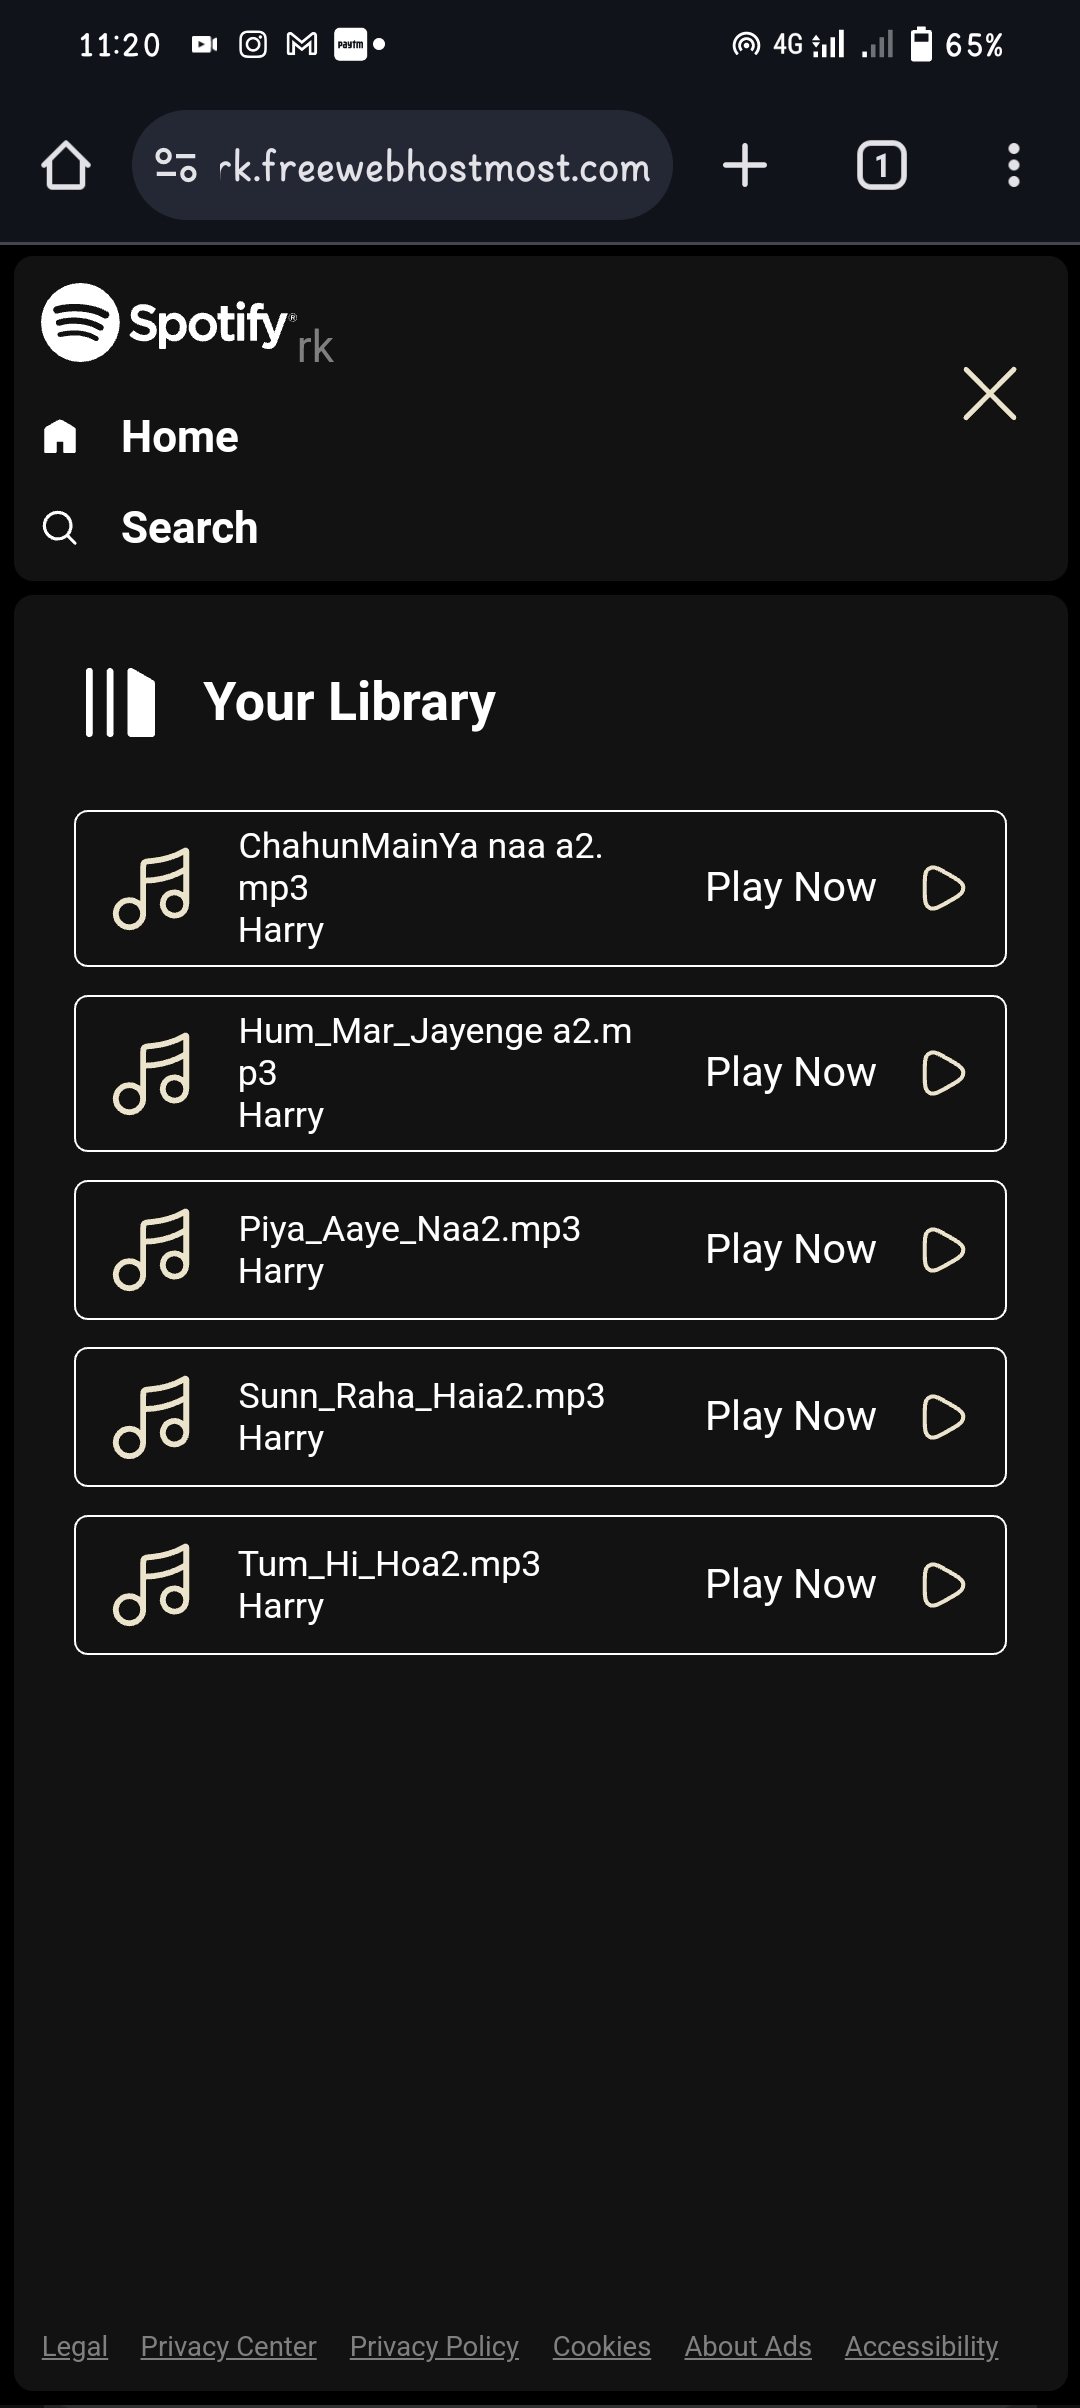 11:20
paytm
4G
65%
rk.freewebhostmost.com
1
Spotify®
rk
Home
Search
Your Library
ChahunMainYa naa a2.
mp3
Harry
Play Now
Hum_Mar_Jayenge a2.m
p3
Harry
Play Now
Piya_Aaye_Naa2.mp3
Harry
Play Now
Sunn_Raha_Haia2.mp3
Harry
Play Now
Tum_Hi_Hoa2.mp3
Harry
Play Now
Legal Privacy Center Privacy Policy Cookies About Ads Accessibility